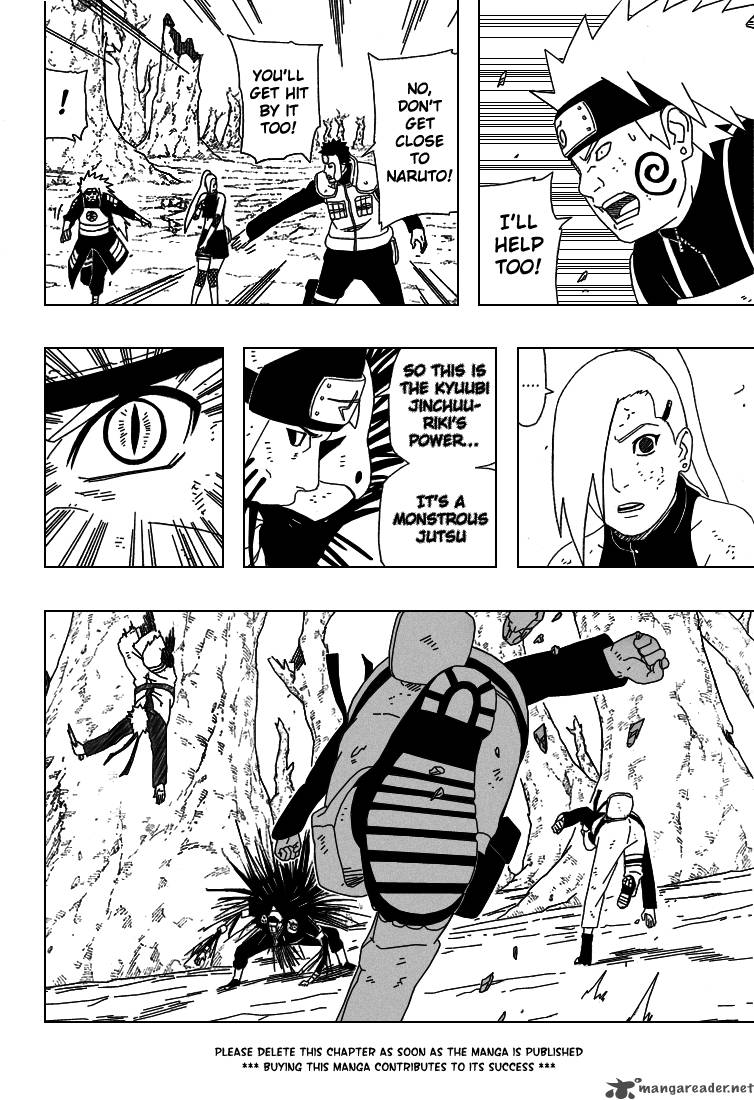 I'LL
HELP
TOO!
NO,
DON'T
GET
CLOSE
TO
NARUTO!
YOU'LL
GET HIT
BY IT
TOO!
!
......
SO THIS IS
THE KYUUBI
JINCHUU-
RIKI'S
POWER...
IT'S A
MONSTROUS
JUTSU
PLEASE DELETE THIS CHAPTER AS SOON AS THE MANGA IS PUBLISHED
*** BUYING THIS MANGA CONTRIBUTES TO ITS SUCCESS ***
mangareader.net